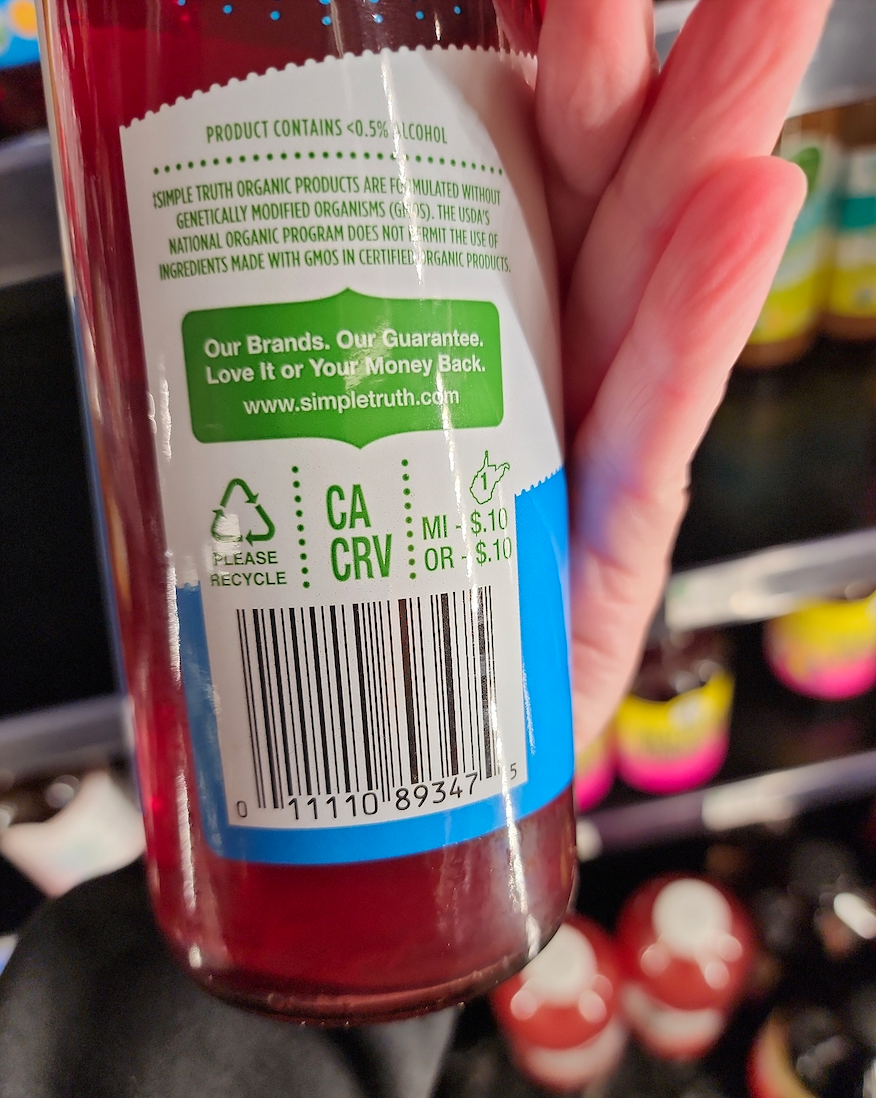 PRODUCT CONTAINS <0.5% ALCOHOL
‡SIMPLE TRUTH ORGANIC PRODUCTS ARE FORMULATED WITHOUT
GENETICALLY MODIFIED ORGANISMS (GMOS). THE USDA'S
NATIONAL ORGANIC PROGRAM DOES NOT PERMIT THE USE OF
INGREDIENTS MADE WITH GMOS IN CERTIFIED ORGANIC PRODUCTS.
Our Brands. Our Guarantee.
Love It or Your Money Back.
www.simpletruth.com
PLEASE
RECYCLE
CA
CRV
1
MI - $.10
OR - $.10
0 11110 89347 5